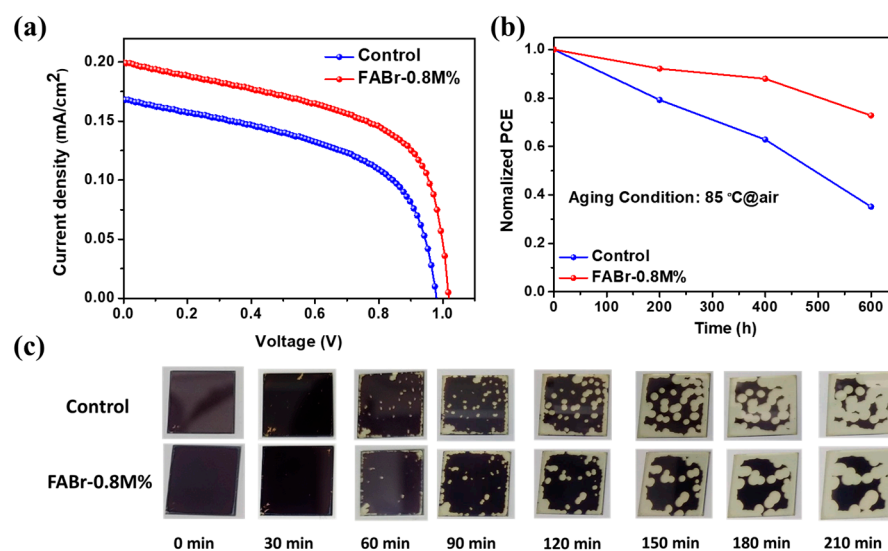 (a)
Current density (mA/cm²)
0.20
0.15
0.10
0.05
0.00
Control
FABr-0.8M%
0.0 0.2 0.4 0.6 0.8 1.0
Voltage (V)
(b)
Nomalized PCE
1.0
0.8
0.6
0.4
0.2
0.0
Aging Condition: 85 °C@air
Control
FABr-0.8M%
0 100 200 300 400 500 600
Time (h)
(c)
Control
FABr-0.8M%
0 min 30 min 60 min 90 min 120 min 150 min 180 min 210 min